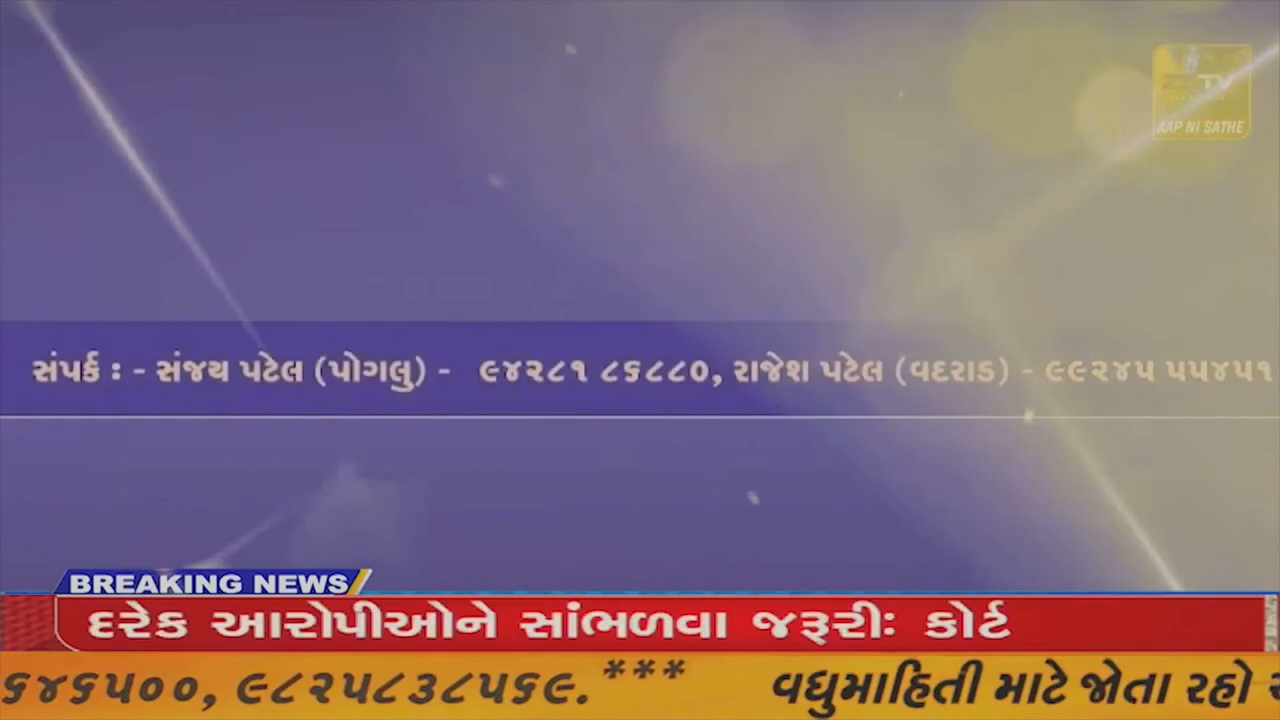 TV
AAP NI SATHE
સંપર્ક : - સંજય પટેલ (પોગલુ) - ૯૪૨૮૧ ૮૬૮૮૦, રાજેશ પટેલ (વદરાડ) - ૯૯૨૪૫ ૫૫૪૫૧
BREAKING NEWS
દરેક આરોપીઓને સાંભળવા જરૂરીઃ કોર્ટ
૬૪૬૫૦૦, ૯૮૨૫૮૩૮૫૬૯.*** વધુમાહિતી માટે જોતા રહો